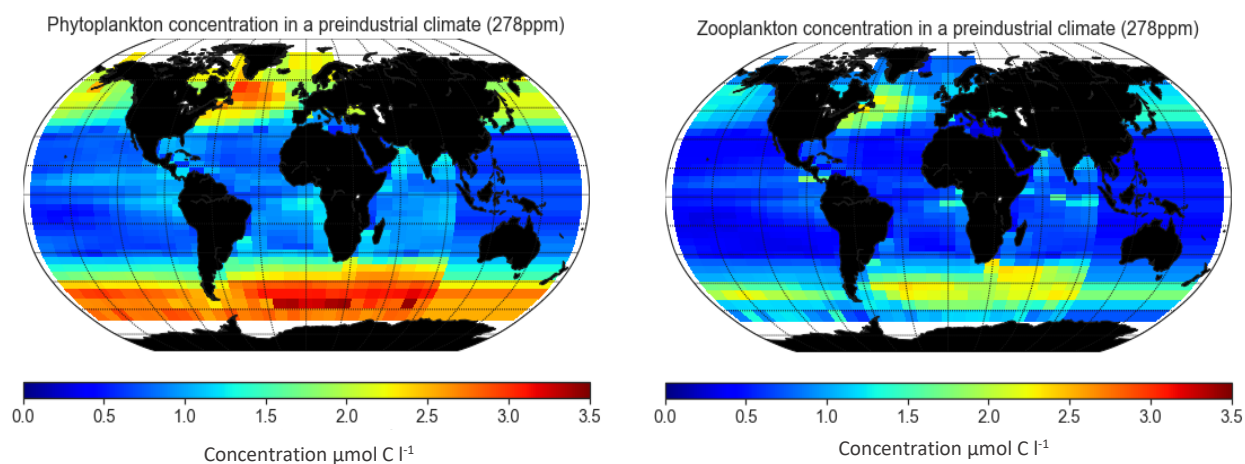 Phytoplankton concentration in a preindustrial climate (278ppm)
Zooplankton concentration in a preindustrial climate (278ppm)
0.0 0.5 1.0 1.5 2.0 2.5 3.0 3.5
0.0 0.5 1.0 1.5 2.0 2.5 3.0 3.5
Concentration µmol C l⁻¹
Concentration µmol C l⁻¹